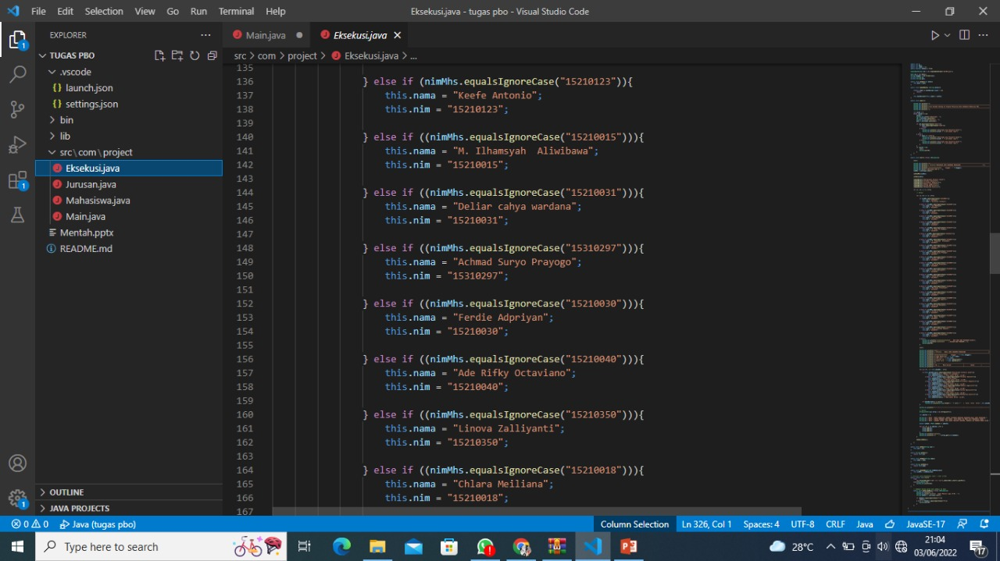 File Edit Selection View Go Run Terminal Help Eksekusi.java - tugas pbo - Visual Studio Code
EXPLORER ...
TUGAS PBO
.vscode
launch.json
settings.json
bin
lib
src\com\project
Eksekusi.java
Jurusan.java
Mahasiswa.java
Main.java
Mentah.pptx
README.md
OUTLINE
JAVA PROJECTS
1
1
1
Main.java Eksekusi.java
src > com > project > Eksekusi.java > ...
135
136 } else if (nimMhs.equalsIgnoreCase("15210123")){
137 this.nama = "Keefe Antonio";
138 this.nim = "15210123";
139
140 } else if ((nimMhs.equalsIgnoreCase("15210015"))){
141 this.nama = "M. Ilhamsyah  Aliwibawa";
142 this.nim = "15210015";
143
144 } else if ((nimMhs.equalsIgnoreCase("15210031"))){
145 this.nama = "Deliar cahya wardana";
146 this.nim = "15210031";
147
148 } else if ((nimMhs.equalsIgnoreCase("15310297"))){
149 this.nama = "Achmad Suryo Prayogo";
150 this.nim = "15310297";
151
152 } else if ((nimMhs.equalsIgnoreCase("15210030"))){
153 this.nama = "Ferdie Adpriyan";
154 this.nim = "15210030";
155
156 } else if ((nimMhs.equalsIgnoreCase("15210040"))){
157 this.nama = "Ade Rifky Octaviano";
158 this.nim = "15210040";
159
160 } else if ((nimMhs.equalsIgnoreCase("15210350"))){
161 this.nama = "Linova Zalliyanti";
162 this.nim = "15210350";
163
164 } else if ((nimMhs.equalsIgnoreCase("15210018"))){
165 this.nama = "Chlara Meiliana";
166 this.nim = "15210018";
167
0 0 Java (tugas pbo) Column Selection Ln 326, Col 1 Spaces: 4 UTF-8 CRLF Java JavaSE-17
Type here to search 28°C 21:04
03/06/2022 17